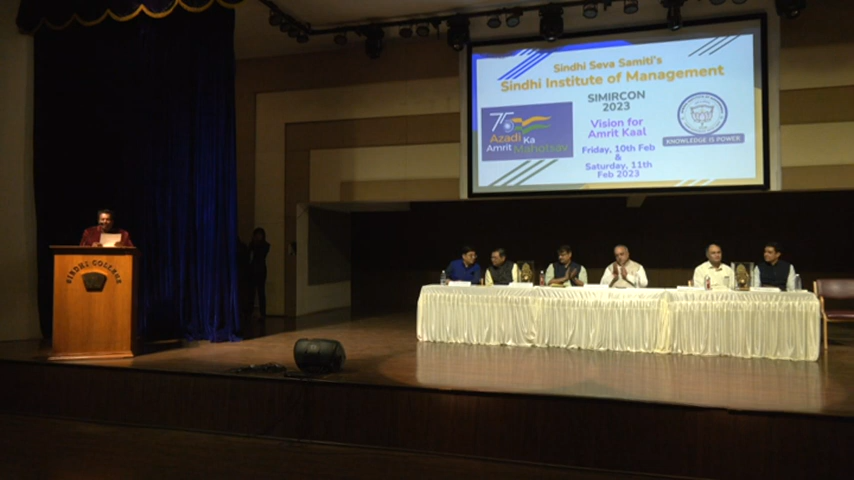 Sindhi Seva Samiti's
Sindhi Institute of Management
SIMIRCON
2023
Vision for
Amrit Kaal
Friday, 10th Feb
&
Saturday, 11th
Feb 2023
75
Azadi Ka
Amrit Mahotsav
KNOWLEDGE IS POWER
SINDHI COLLEGE